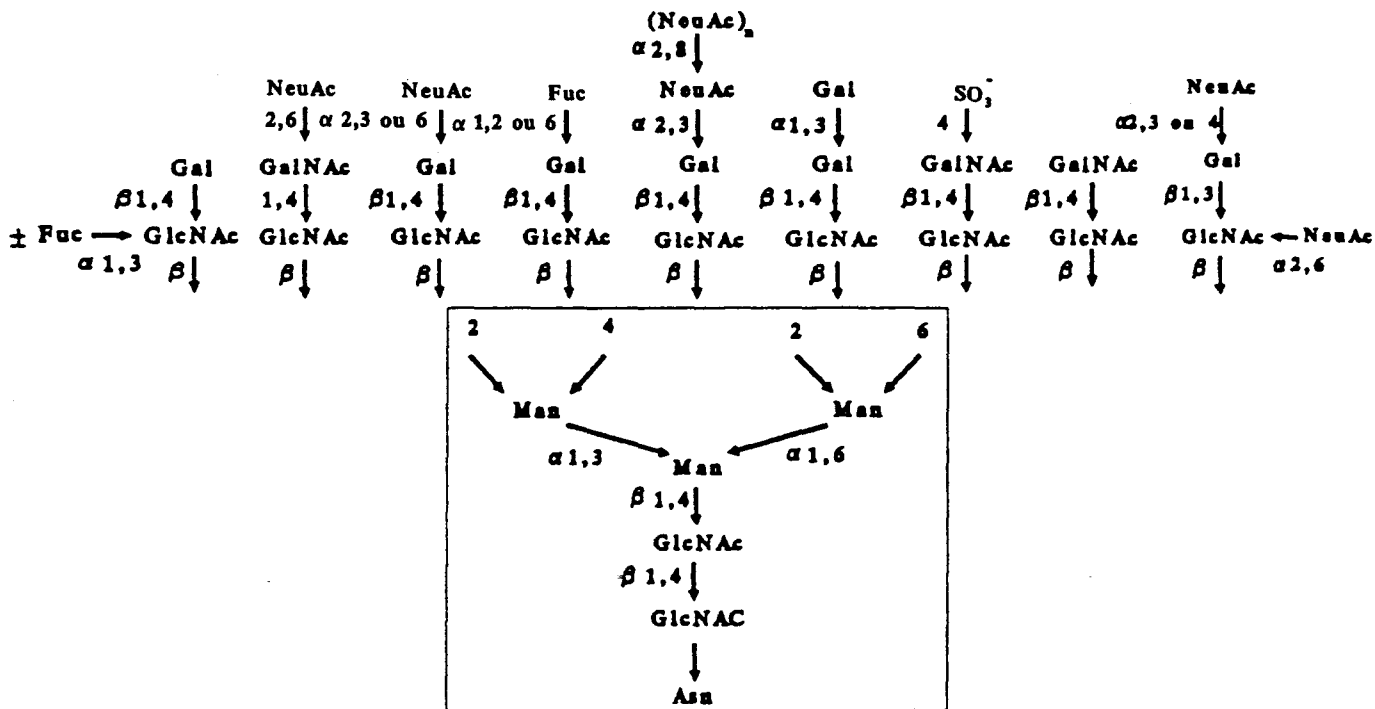 (NeuAc)n
α 2,8
NeuAc NeuAc Fuc NeuAc Gal SO3- NeuAc
2,6 α 2,3 ou 6 α 1,2 ou 6 α 2,3 α1,3 4 α2,3 ou 4
Gal GalNAc Gal Gal Gal Gal GalNAc GalNAc Gal
β1,4 1,4 β1,4 β1,4 β1,4 β 1,4 β1,4 β1,4 β1,3
± Fuc GlcNAc GlcNAc GlcNAc GlcNAc GlcNAc GlcNAc GlcNAc GlcNAc GlcNAc NeuAc
α 1,3 β β β β β β β β β α2,6
2 4 2 6
Man Man
α 1,3 Man α 1,6
β 1,4
GlcNAc
β 1,4
GlcNAC
Asn